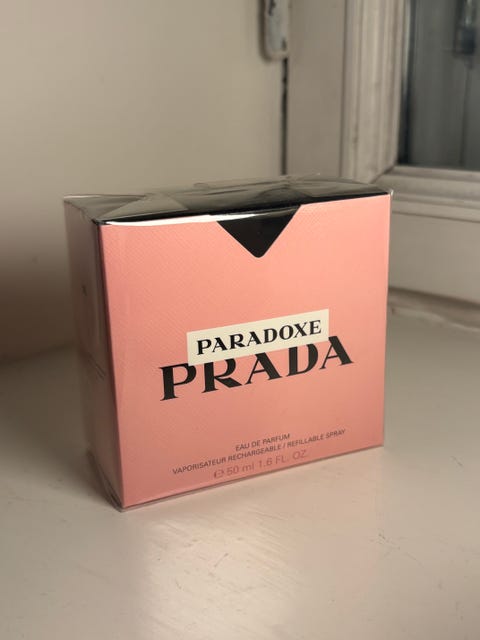 PARADOXE
PRADA
EAU DE PARFUM
VAPORISATEUR RECHARGEABLE / REFILLABLE SPRAY
℮ 50 ml 1.6 FL. OZ.